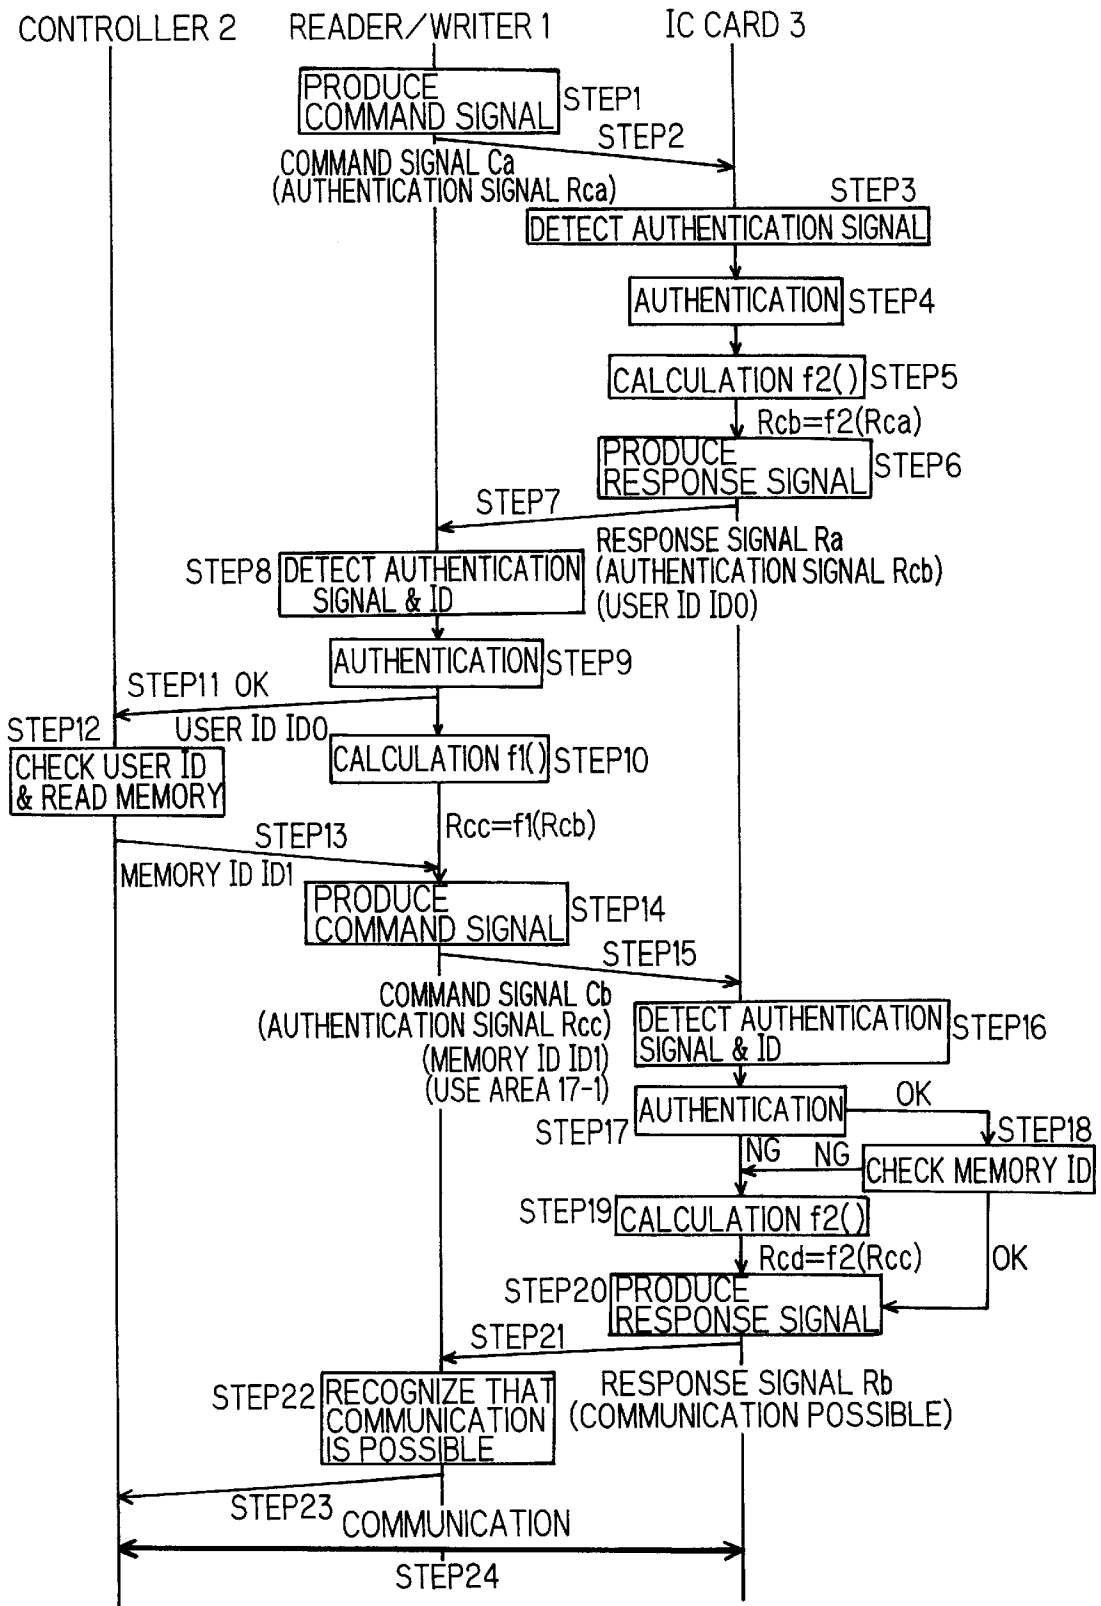 CONTROLLER 2
READER/WRITER 1
IC CARD 3
PRODUCE
COMMAND SIGNAL
STEP1
STEP2
COMMAND SIGNAL Ca
(AUTHENTICATION SIGNAL Rca)
STEP3
DETECT AUTHENTICATION SIGNAL
AUTHENTICATION
STEP4
CALCULATION f2()
STEP5
Rcb=f2(Rca)
PRODUCE
RESPONSE SIGNAL
STEP6
STEP7
RESPONSE SIGNAL Ra
(AUTHENTICATION SIGNAL Rcb)
(USER ID ID0)
STEP8
DETECT AUTHENTICATION
SIGNAL & ID
AUTHENTICATION
STEP9
STEP11 OK
USER ID ID0
STEP12
CHECK USER ID
& READ MEMORY
CALCULATION f1()
STEP10
Rcc=f1(Rcb)
STEP13
MEMORY ID ID1
PRODUCE
COMMAND SIGNAL
STEP14
STEP15
COMMAND SIGNAL Cb
(AUTHENTICATION SIGNAL Rcc)
(MEMORY ID ID1)
(USE AREA 17-1)
DETECT AUTHENTICATION
SIGNAL & ID
STEP16
AUTHENTICATION
STEP17
OK
STEP18
NG
NG
CHECK MEMORY ID
STEP19
CALCULATION f2()
Rcd=f2(Rcc)
OK
STEP20
PRODUCE
RESPONSE SIGNAL
STEP21
RESPONSE SIGNAL Rb
(COMMUNICATION POSSIBLE)
STEP22
RECOGNIZE THAT
COMMUNICATION
IS POSSIBLE
STEP23
COMMUNICATION
STEP24